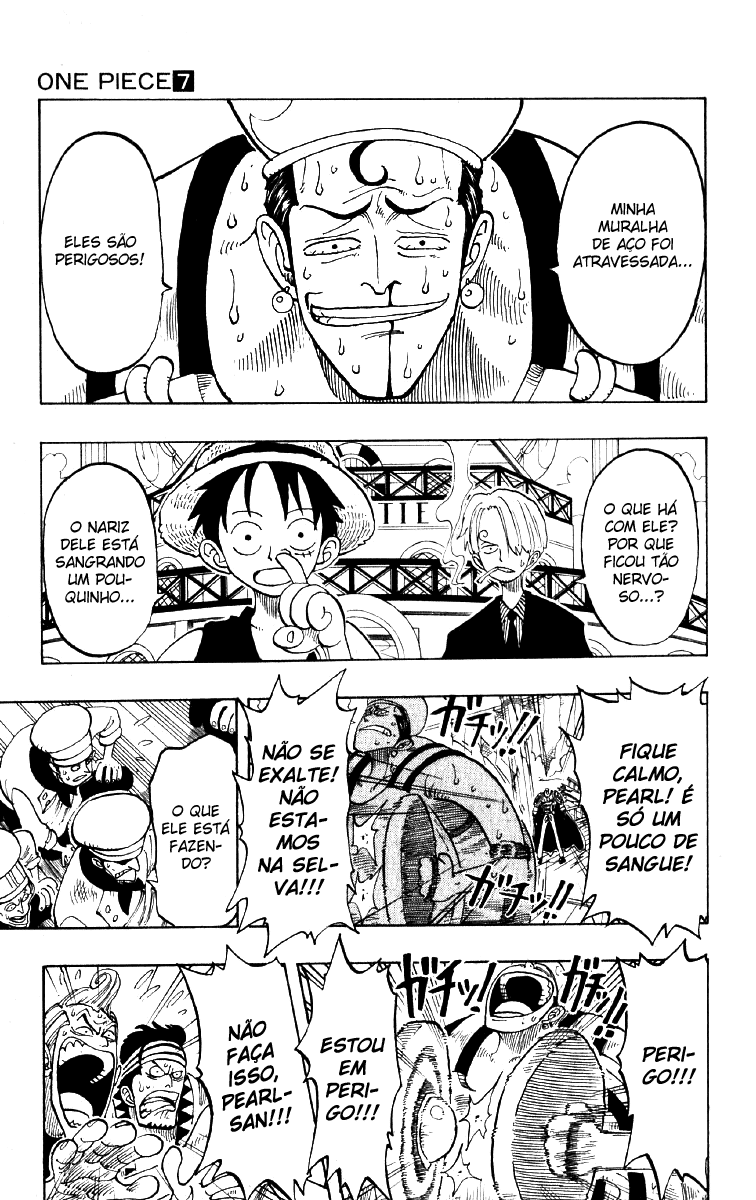 ONE PIECE 7
MINHA
MURALHA
DE AÇO FOI
ATRAVESSADA...
ELES SÃO
PERIGOSOS!
O QUE HÁ
COM ELE?
POR QUE
FICOU TÃO
NERVO-
SO...?
TIE
O NARIZ
DELE ESTÁ
SANGRANDO
UM POU-
QUINHO...
FIQUE
CALMO,
PEARL! É
SÓ UM
POUCO DE
SANGUE!
ガチッ!!
ガチッ!!
NÃO SE
EXALTE!
NÃO
ESTA-
MOS
NA SEL-
VA!!!
O QUE
ELE ESTÁ
FAZEN-
DO?
PERI-
GO!!!
ガチッ!
ガチッ!
ESTOU
EM
PERI-
GO!!!
NÃO
FAÇA
ISSO,
PEARL-
SAN!!!